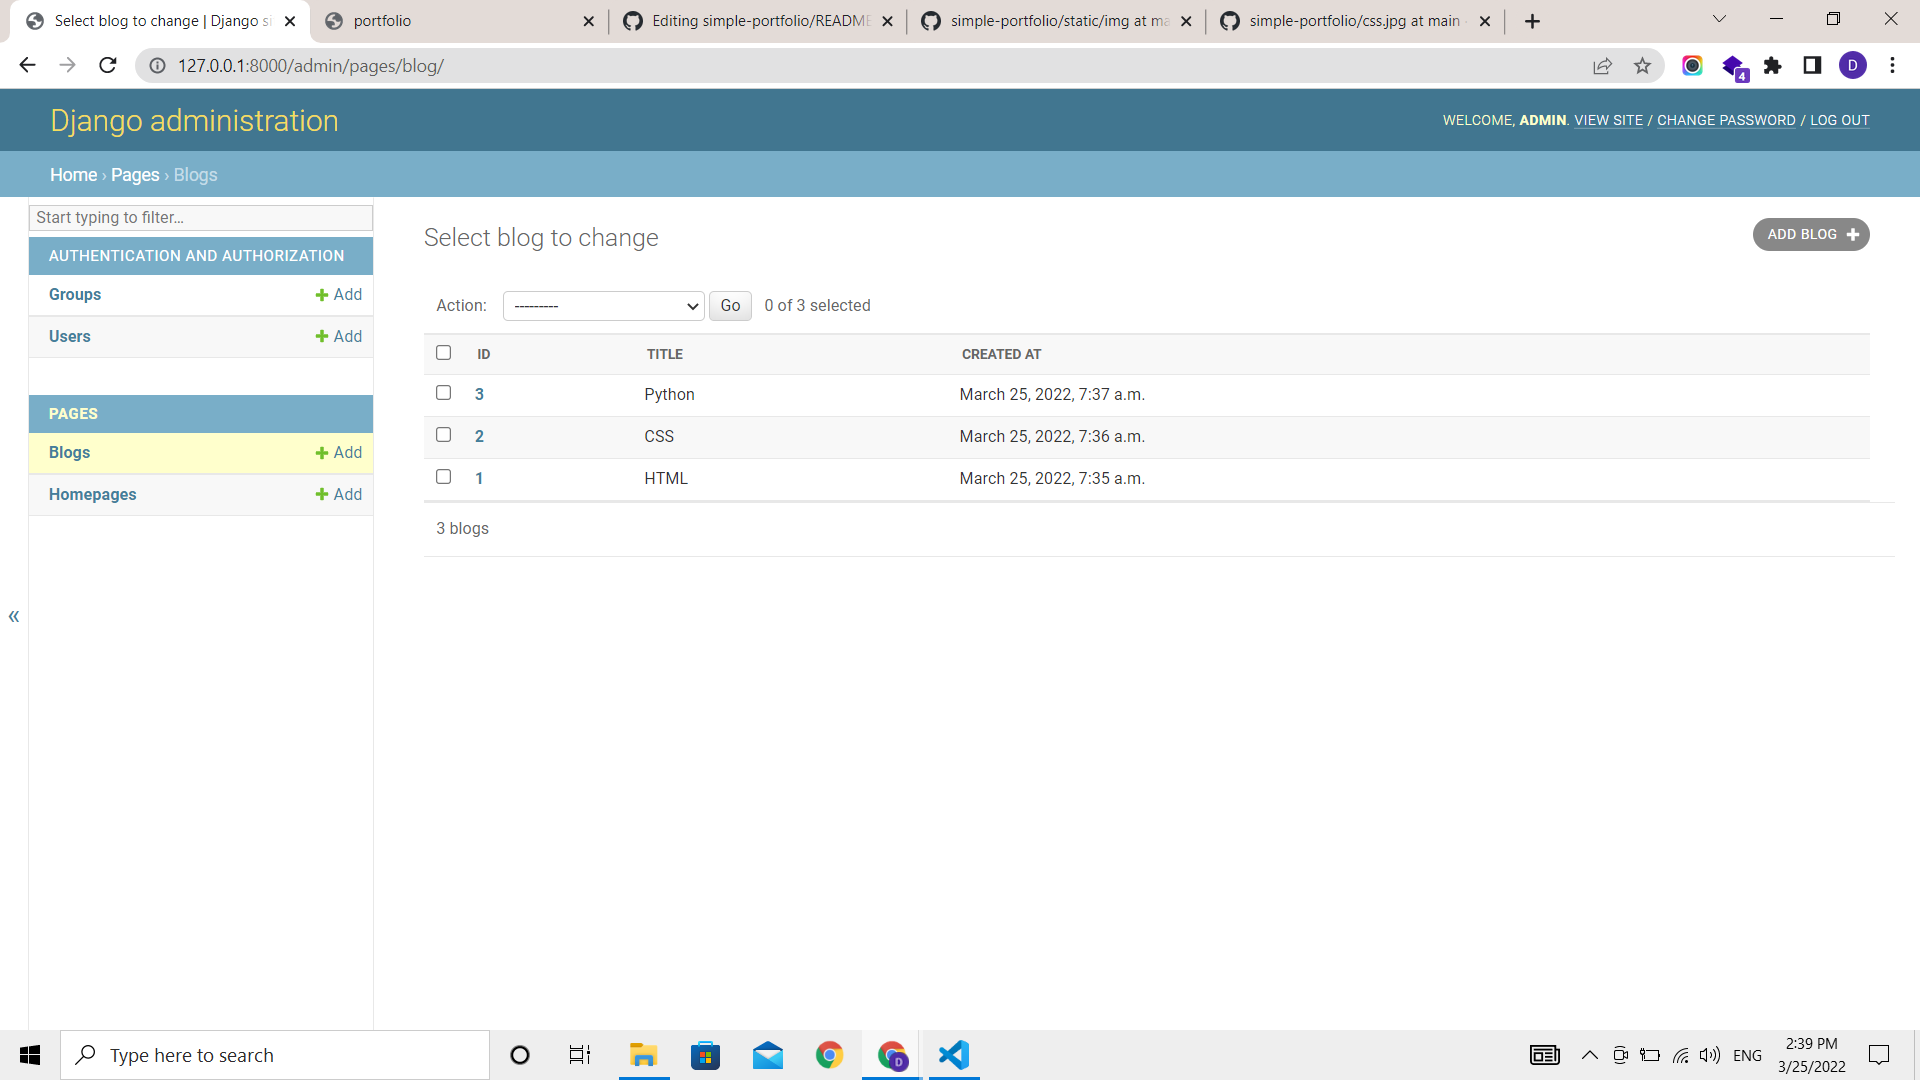 Select blog to change | Django si
portfolio
Editing simple-portfolio/README
simple-portfolio/static/img at ma
simple-portfolio/css.jpg at main
127.0.0.1:8000/admin/pages/blog/
4
D
Django administration
WELCOME, ADMIN. VIEW SITE / CHANGE PASSWORD / LOG OUT
Home › Pages › Blogs
Start typing to filter...
AUTHENTICATION AND AUTHORIZATION
Groups + Add
Users + Add
PAGES
Blogs + Add
Homepages + Add
«
Select blog to change
ADD BLOG +
Action: --------- Go 0 of 3 selected
ID TITLE CREATED AT
3 Python March 25, 2022, 7:37 a.m.
2 CSS March 25, 2022, 7:36 a.m.
1 HTML March 25, 2022, 7:35 a.m.
3 blogs
Type here to search
D
ENG
2:39 PM
3/25/2022